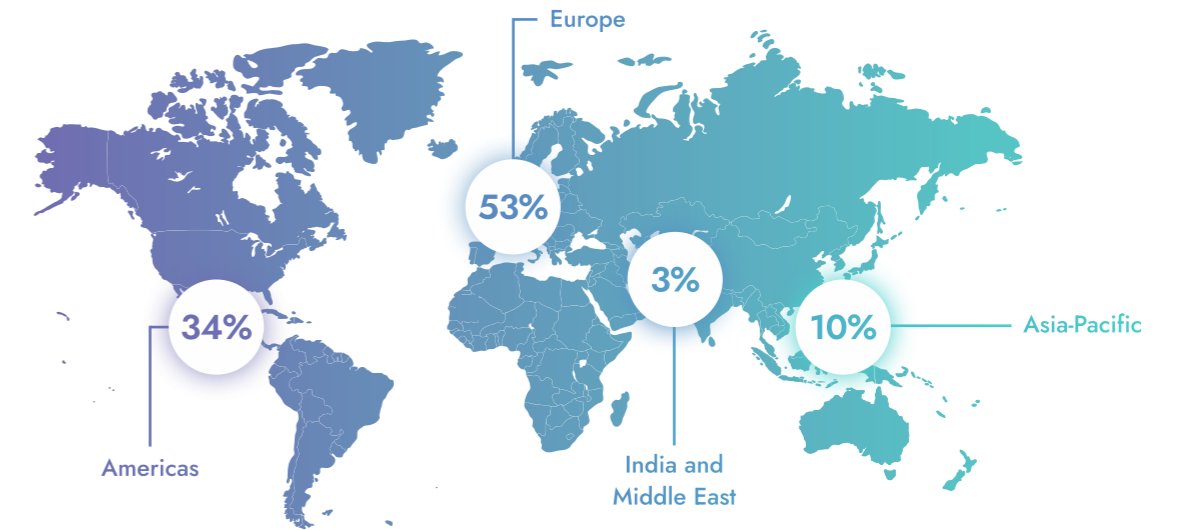 Europe
53%
3%
34%
10%
Asia-Pacific
Americas
India and
Middle East